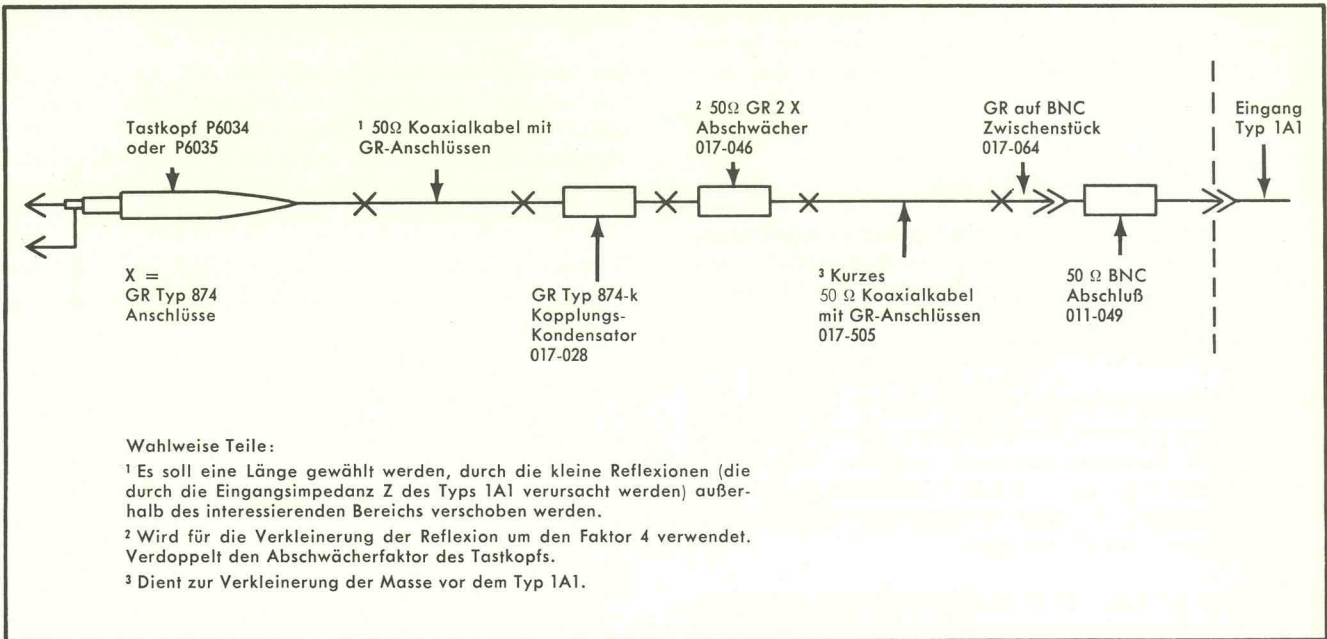 Tastkopf P6034
oder P6035
¹ 50Ω Koaxialkabel mit
GR-Anschlüssen
² 50Ω GR 2 X
Abschwächer
017-046
GR auf BNC
Zwischenstück
017-064
Eingang
Typ 1A1
X =
GR Typ 874
Anschlüsse
GR Typ 874-k
Kopplungs-
Kondensator
017-028
³ Kurzes
50 Ω Koaxialkabel
mit GR-Anschlüssen
017-505
50 Ω BNC
Abschluß
011-049
Wahlweise Teile:
¹ Es soll eine Länge gewählt werden, durch die kleine Reflexionen (die
durch die Eingangsimpedanz Z des Typs 1A1 verursacht werden) außer-
halb des interessierenden Bereichs verschoben werden.
² Wird für die Verkleinerung der Reflexion um den Faktor 4 verwendet.
Verdoppelt den Abschwächerfaktor des Tastkopfs.
³ Dient zur Verkleinerung der Masse vor dem Typ 1A1.